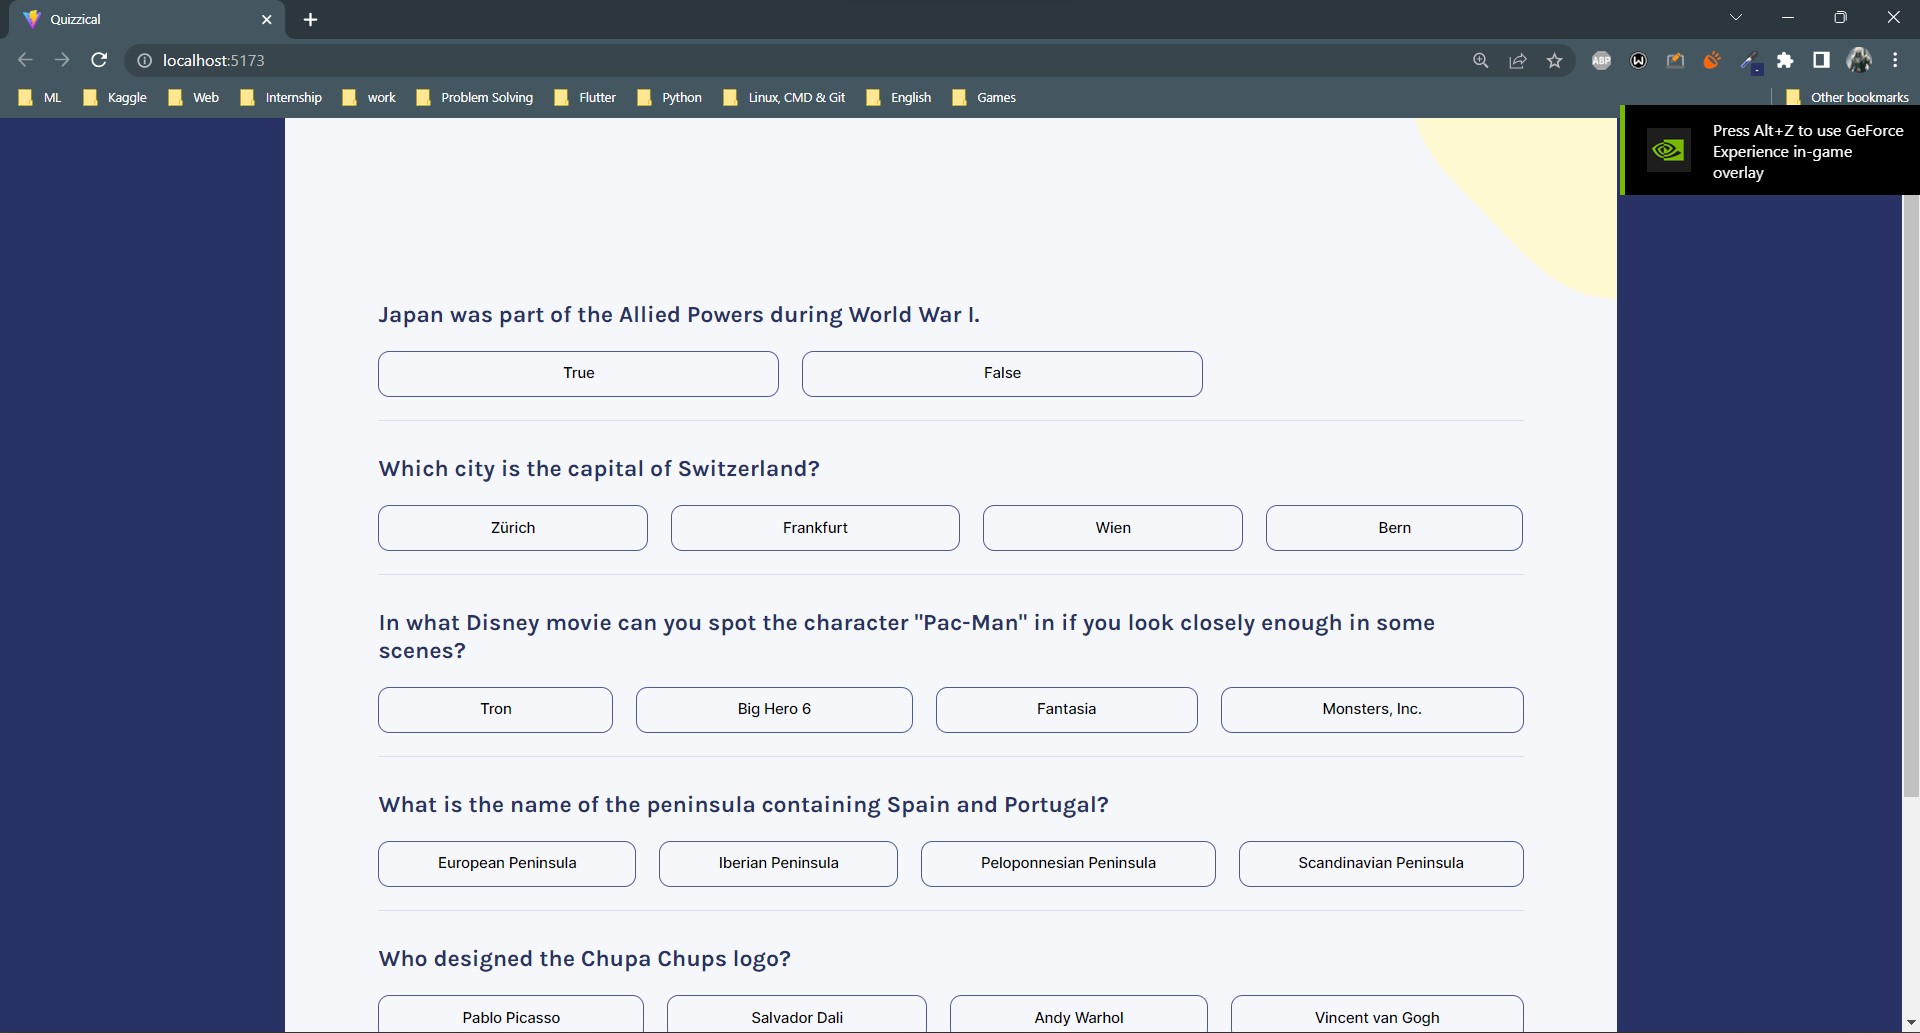 Quizzical
localhost:5173
ABP
W
ML Kaggle Web Internship work Problem Solving Flutter Python Linux, CMD & Git English Games Other bookmarks
Press Alt+Z to use GeForce
Experience in-game
overlay
Japan was part of the Allied Powers during World War I.
True False
Which city is the capital of Switzerland?
Zürich Frankfurt Wien Bern
In what Disney movie can you spot the character "Pac-Man" in if you look closely enough in some
scenes?
Tron Big Hero 6 Fantasia Monsters, Inc.
What is the name of the peninsula containing Spain and Portugal?
European Peninsula Iberian Peninsula Peloponnesian Peninsula Scandinavian Peninsula
Who designed the Chupa Chups logo?
Pablo Picasso Salvador Dali Andy Warhol Vincent van Gogh